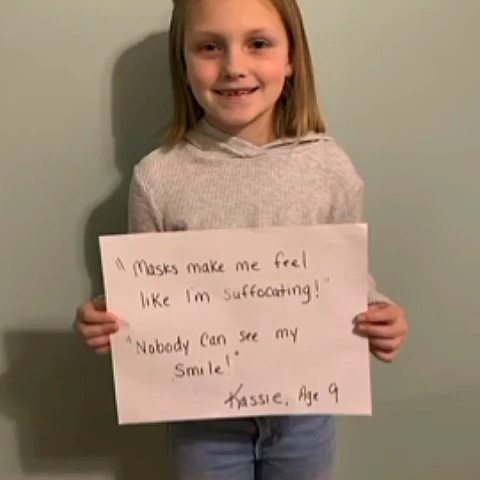 "Masks make me feel
like I'm suffocating!"
"Nobody can see my
smile!"
Kassie, Age 9